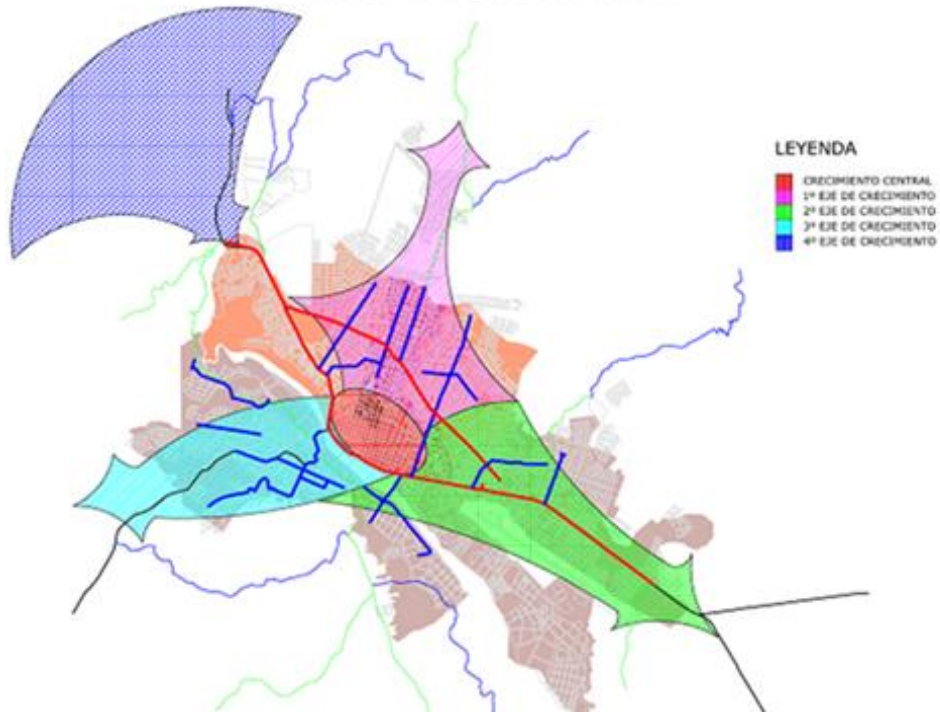 LEYENDA
CRECIMIENTO CENTRAL
1º EJE DE CRECIMIENTO
2º EJE DE CRECIMIENTO
3º EJE DE CRECIMIENTO
4º EJE DE CRECIMIENTO